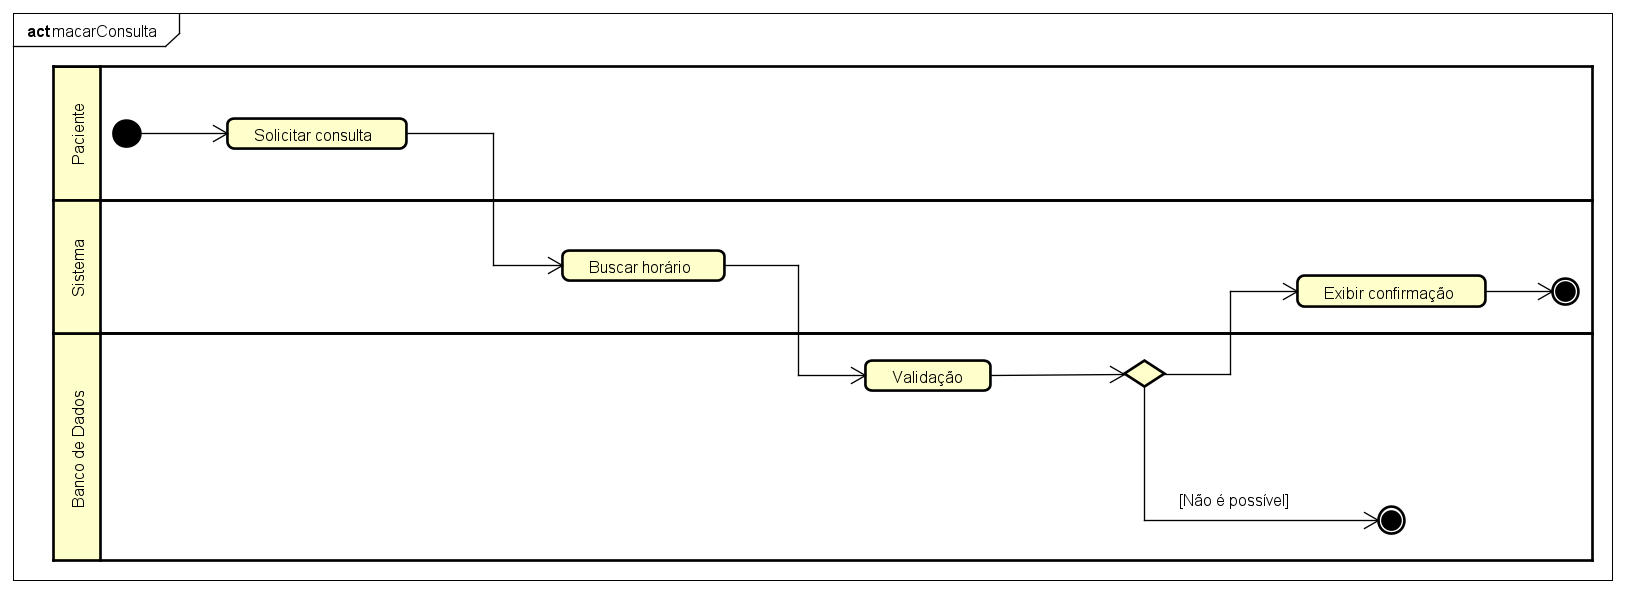 act macarConsulta
Paciente
Solicitar consulta
Sistema
Buscar horário
Exibir confirmação
Banco de Dados
Validação
[Não é possível]